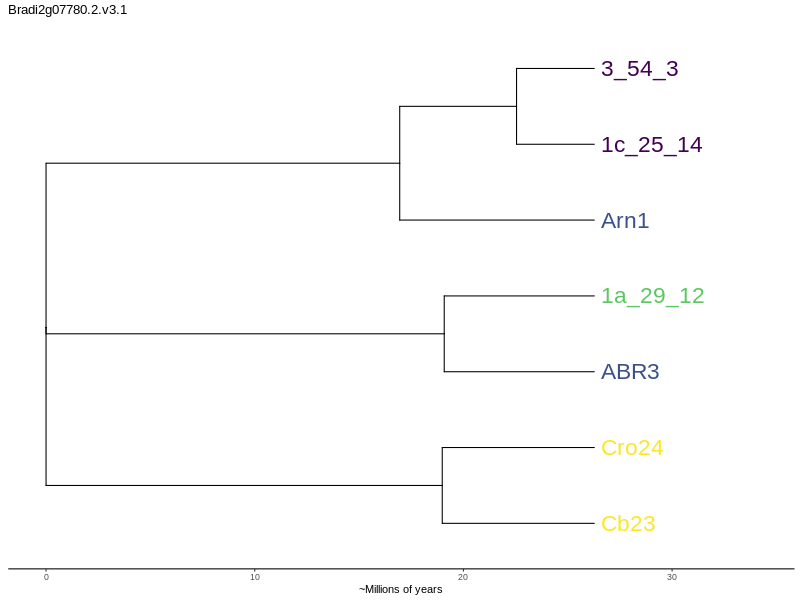 Bradi2g07780.2.v3.1
3_54_3
1c_25_14
Arn1
1a_29_12
ABR3
Cro24
Cb23
0 10 20 30
~Millions of years